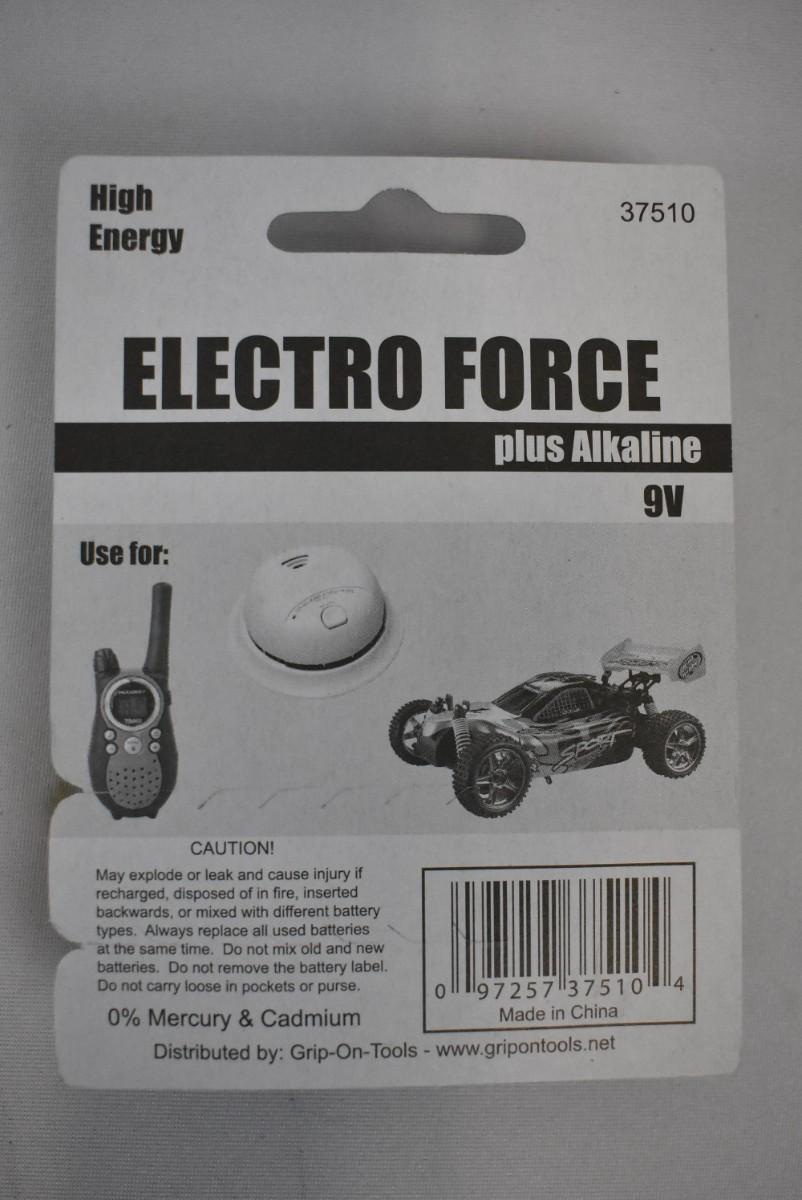 High
Energy
37510
ELECTRO FORCE
plus Alkaline
9V
Use for:
SPORT
CAUTION!
May explode or leak and cause injury if
recharged, disposed of in fire, inserted
backwards, or mixed with different battery
types. Always replace all used batteries
at the same time. Do not mix old and new
batteries. Do not remove the battery label.
Do not carry loose in pockets or purse.
0% Mercury & Cadmium
0 97257 37510 4
Made in China
Distributed by: Grip-On-Tools - www.gripontools.net